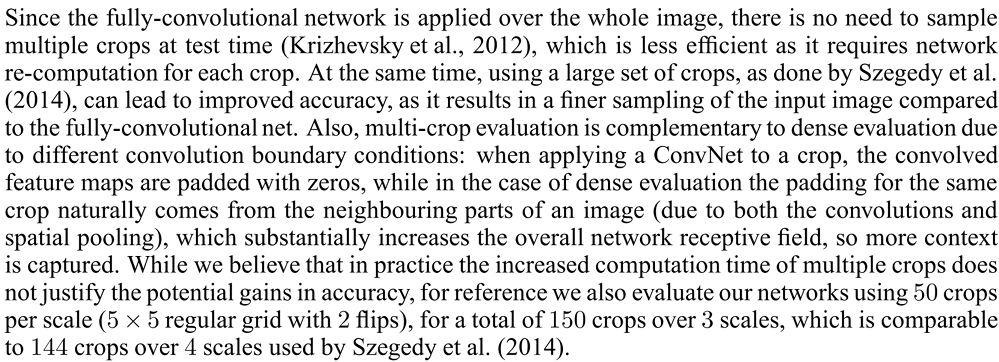 Since the fully-convolutional network is applied over the whole image, there is no need to sample
multiple crops at test time (Krizhevsky et al., 2012), which is less efficient as it requires network
re-computation for each crop. At the same time, using a large set of crops, as done by Szegedy et al.
(2014), can lead to improved accuracy, as it results in a finer sampling of the input image compared
to the fully-convolutional net. Also, multi-crop evaluation is complementary to dense evaluation due
to different convolution boundary conditions: when applying a ConvNet to a crop, the convolved
feature maps are padded with zeros, while in the case of dense evaluation the padding for the same
crop naturally comes from the neighbouring parts of an image (due to both the convolutions and
spatial pooling), which substantially increases the overall network receptive field, so more context
is captured. While we believe that in practice the increased computation time of multiple crops does
not justify the potential gains in accuracy, for reference we also evaluate our networks using 50 crops
per scale (5 × 5 regular grid with 2 flips), for a total of 150 crops over 3 scales, which is comparable
to 144 crops over 4 scales used by Szegedy et al. (2014).